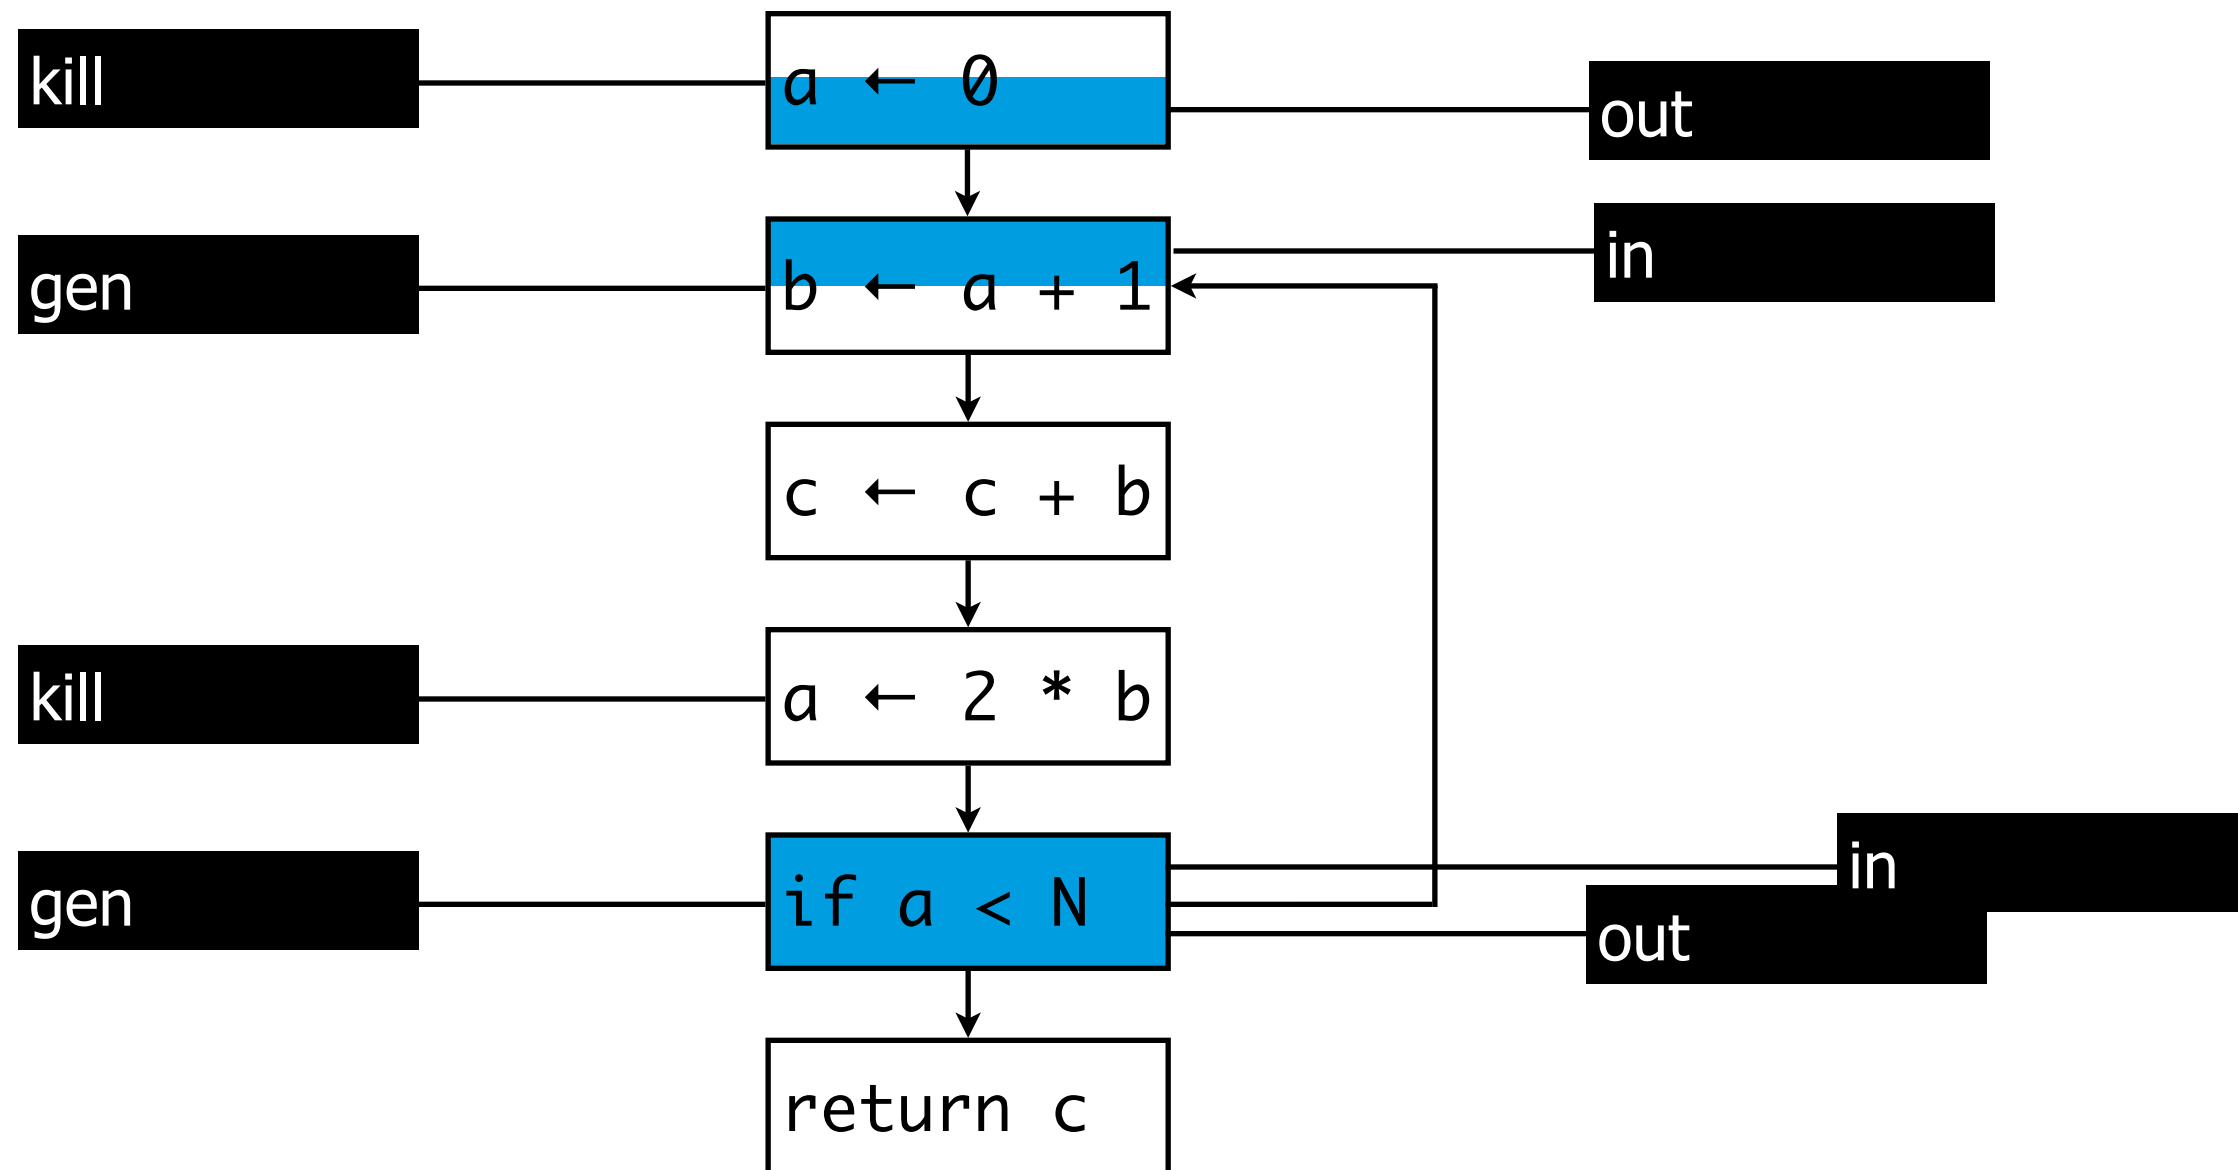 kill
a ← 0
out
gen
b ← a + 1
in
c ← c + b
kill
a ← 2 * b
gen
if a < N
in
out
return c